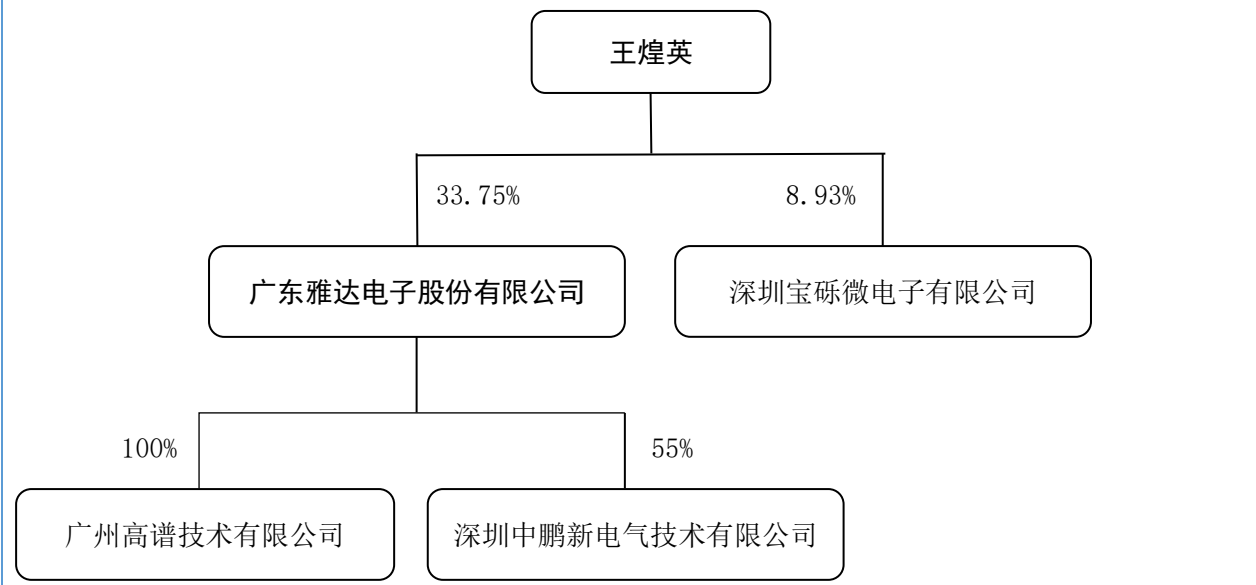 王煌英
33.75%
8.93%
广东雅达电子股份有限公司
深圳宝砾微电子有限公司
100%
55%
广州高谱技术有限公司
深圳中鹏新电气技术有限公司